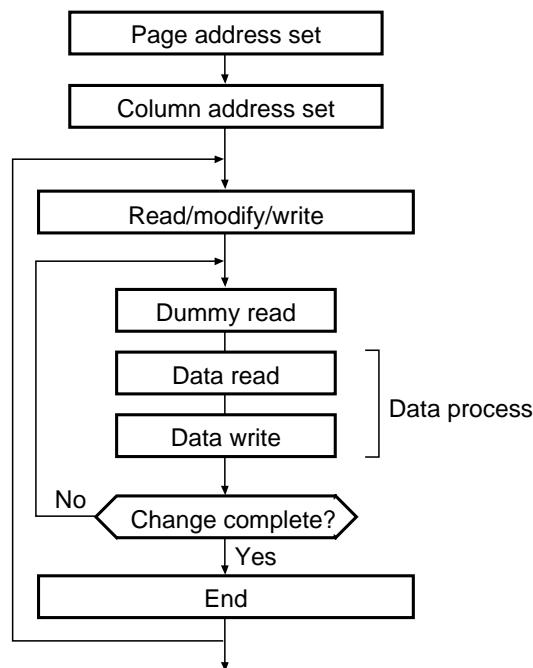 Page address set
Column address set
Read/modify/write
Dummy read
Data read
Data process
Data write
No
Change complete?
Yes
End